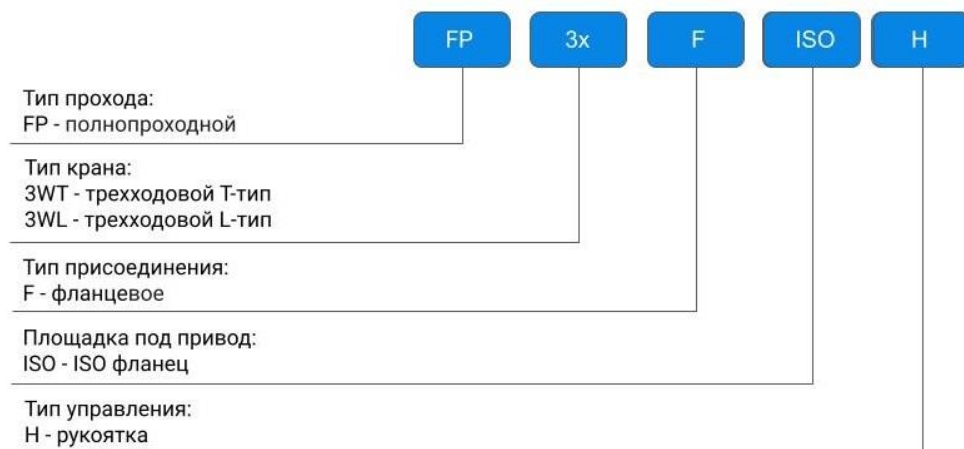 FP 3x F ISO H
Тип прохода:
FP - полнопроходной
Тип крана:
3WT - трехходовой Т-тип
3WL - трехходовой L-тип
Тип присоединения:
F - фланцевое
Площадка под привод:
ISO - ISO фланец
Тип управления:
H - рукоятка